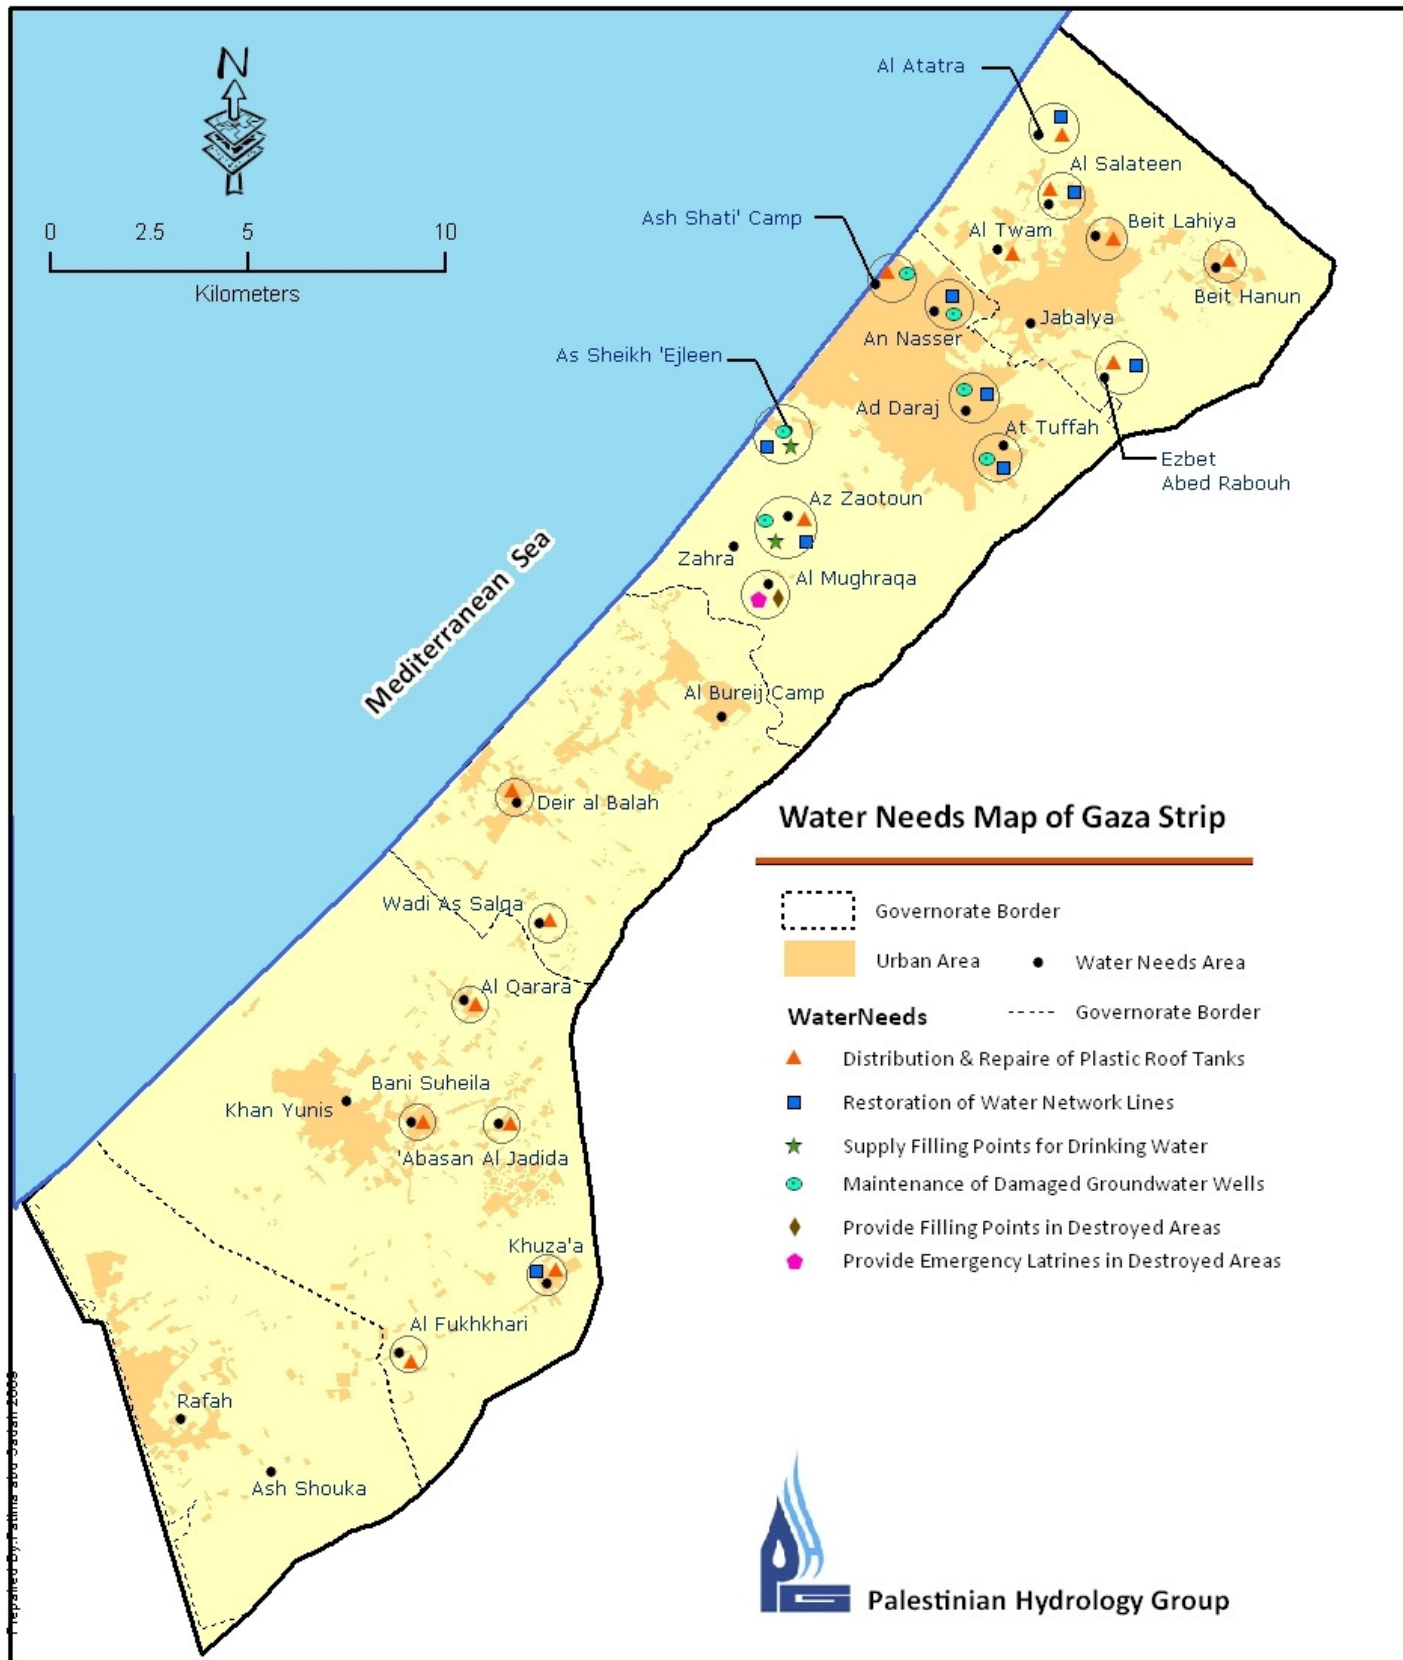 N
0 2.5 5 10
Kilometers
Al Atatra
Al Salateen
Ash Shati' Camp
Al Twam
Beit Lahiya
Beit Hanun
An Nasser
Jabalya
As Sheikh 'Ejleen
Ad Daraj
At Tuffah
Ezbet
Abed Rabouh
Az Zaotoun
Zahra
Al Mughraqa
Mediterranean Sea
Al Bureij Camp
Deir al Balah
Wadi As Salqa
Al Qarara
Bani Suheila
Khan Yunis
'Abasan Al Jadida
Khuza'a
Al Fukhkhari
Rafah
Ash Shouka
Water Needs Map of Gaza Strip
Governorate Border
Urban Area
Water Needs Area
WaterNeeds
Governorate Border
Distribution & Repaire of Plastic Roof Tanks
Restoration of Water Network Lines
Supply Filling Points for Drinking Water
Maintenance of Damaged Groundwater Wells
Provide Filling Points in Destroyed Areas
Provide Emergency Latrines in Destroyed Areas
PG
Palestinian Hydrology Group
Prepared By:Fatima abu